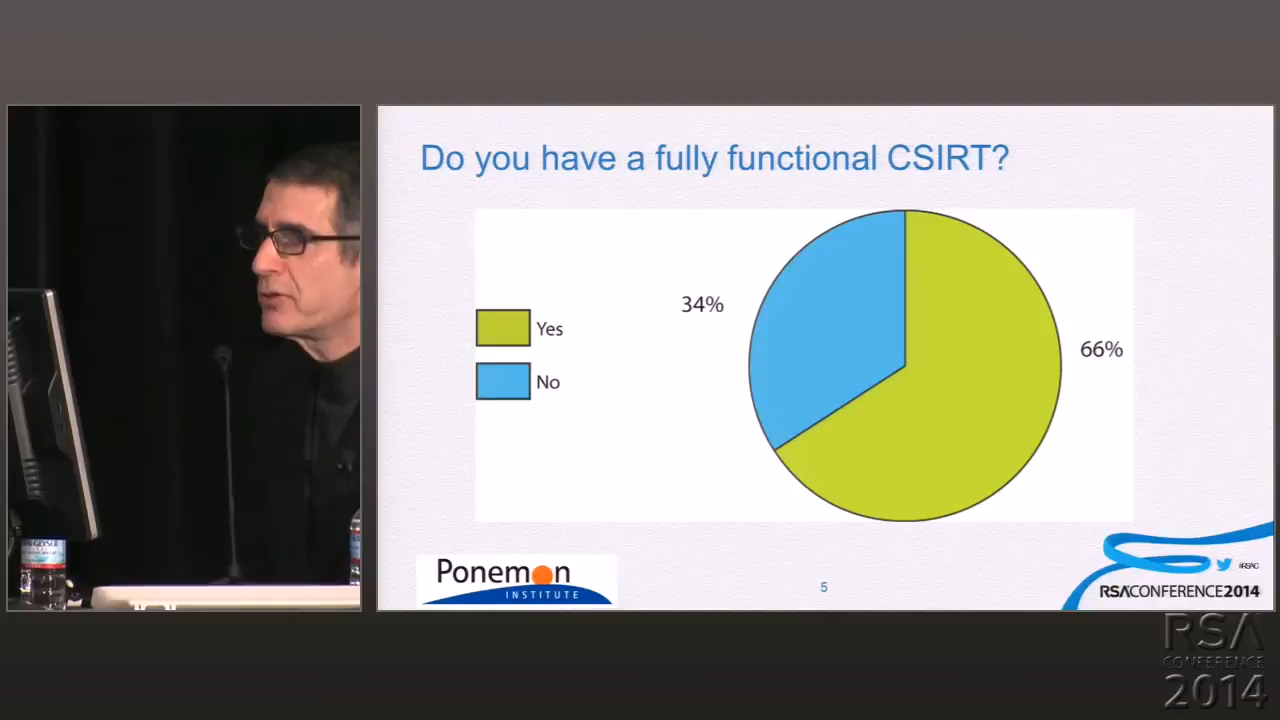 Do you have a fully functional CSIRT?
34%
Yes
66%
No
Ponemon
INSTITUTE
5
#RSAC
RSACONFERENCE2014
RSA
CONFERENCE
2014